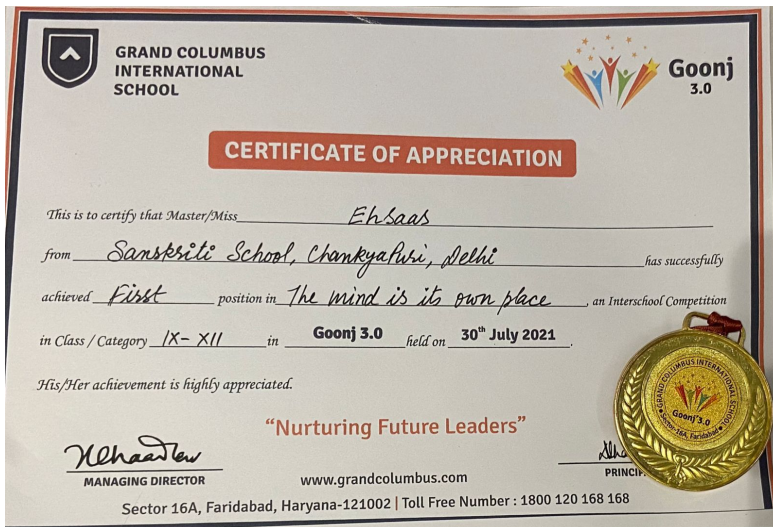 GRAND COLUMBUS
INTERNATIONAL
SCHOOL
Goonj
3.0
CERTIFICATE OF APPRECIATION
This is to certify that Master/Miss Ehsaas
from Sanskriti School, Chankyapuri, Delhi has successfully
achieved First position in The mind is its own place, an Interschool Competition
in Class / Category IX- XII in Goonj 3.0 held on 30th July 2021.
His/Her achievement is highly appreciated.
"Nurturing Future Leaders"
MANAGING DIRECTOR
www.grandcolumbus.com
Sector 16A, Faridabad, Haryana-121002 | Toll Free Number : 1800 120 168 168
GRAND COLUMBUS INTERNATIONAL SCHOOL
Goonj 3.0
Sector-16A, Faridabad